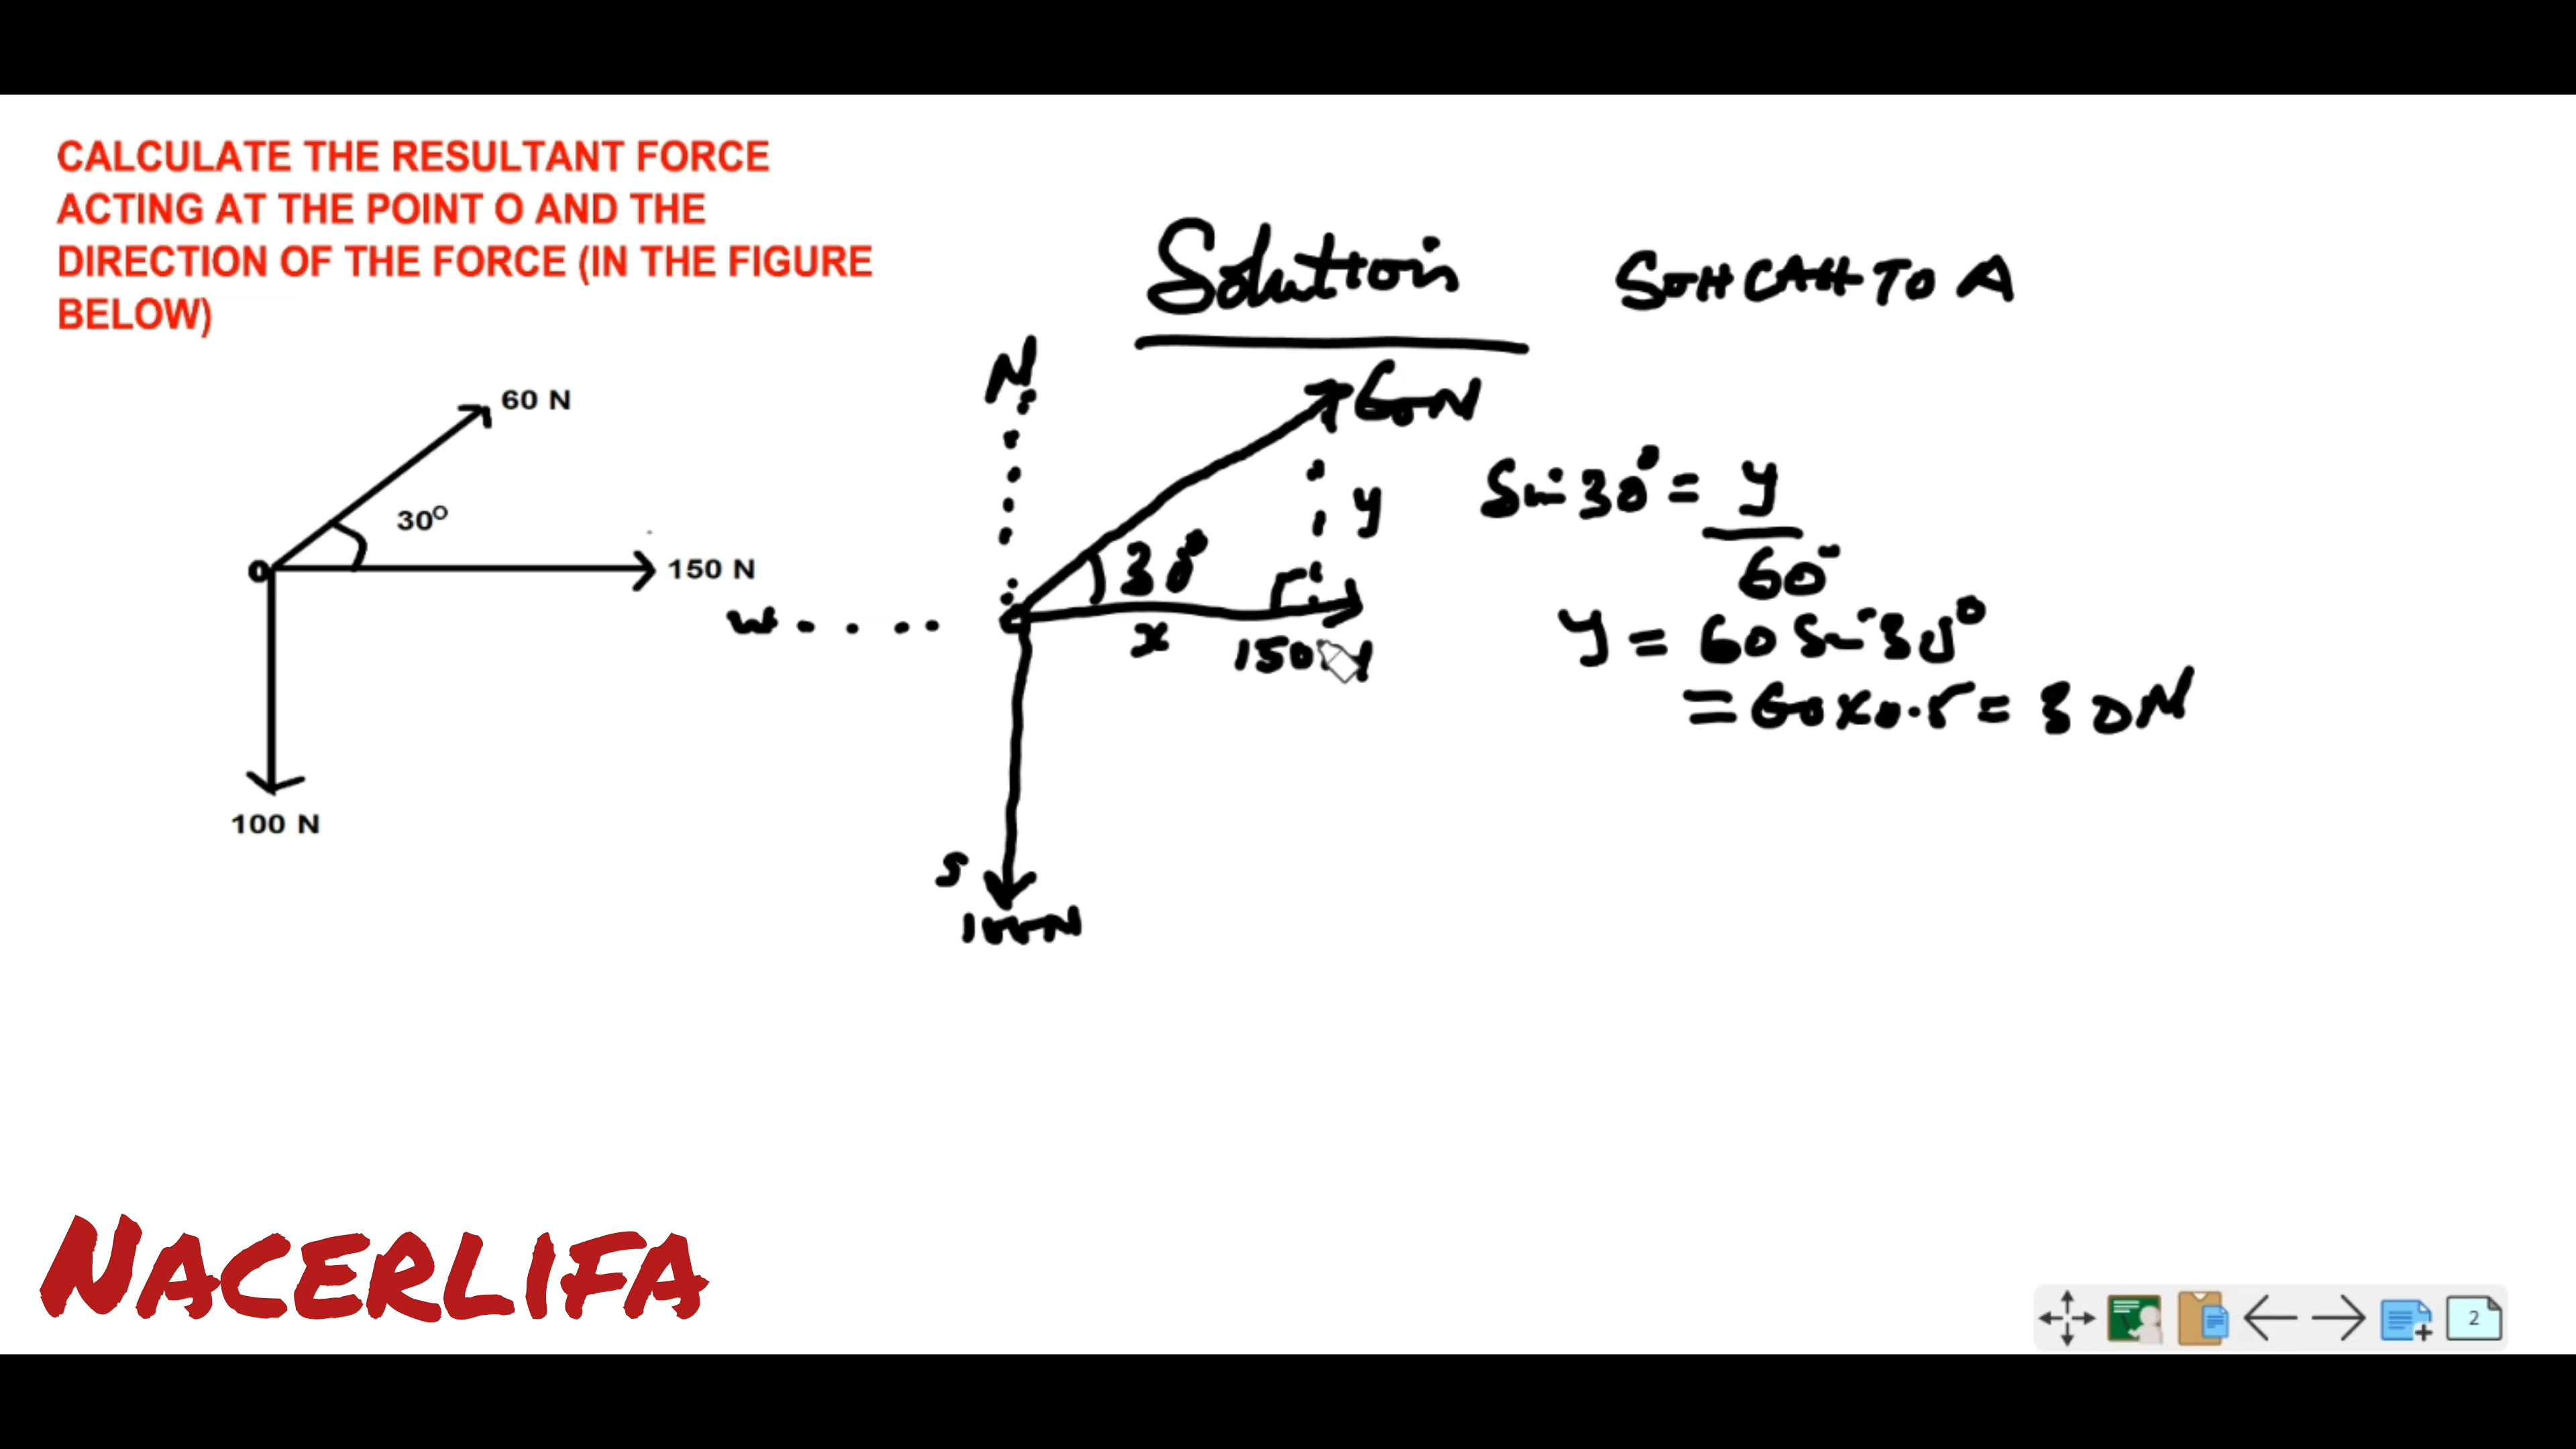 CALCULATE THE RESULTANT FORCE
ACTING AT THE POINT O AND THE
DIRECTION OF THE FORCE (IN THE FIGURE
BELOW)
60 N
30°
O
150 N
100 N
Solution
SOH CAH TO A
N
60N
y
30°
W
x
150N
S
100N
Sin 30° = y
60
y = 60 Sin 30°
= 60 x 0.5 = 30N
NACERLIFA
2